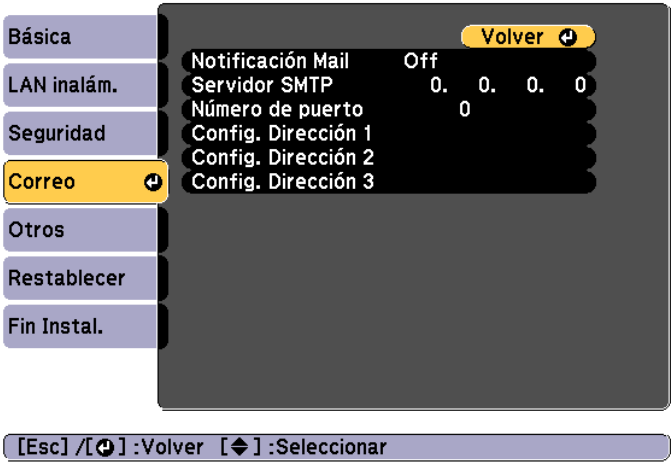 Básica
LAN inalám.
Seguridad
Correo
Otros
Restablecer
Fin Instal.
Volver
Notificación Mail Off
Servidor SMTP 0. 0. 0. 0
Número de puerto 0
Config. Dirección 1
Config. Dirección 2
Config. Dirección 3
[Esc] /[⏎] :Volver [◆] :Seleccionar